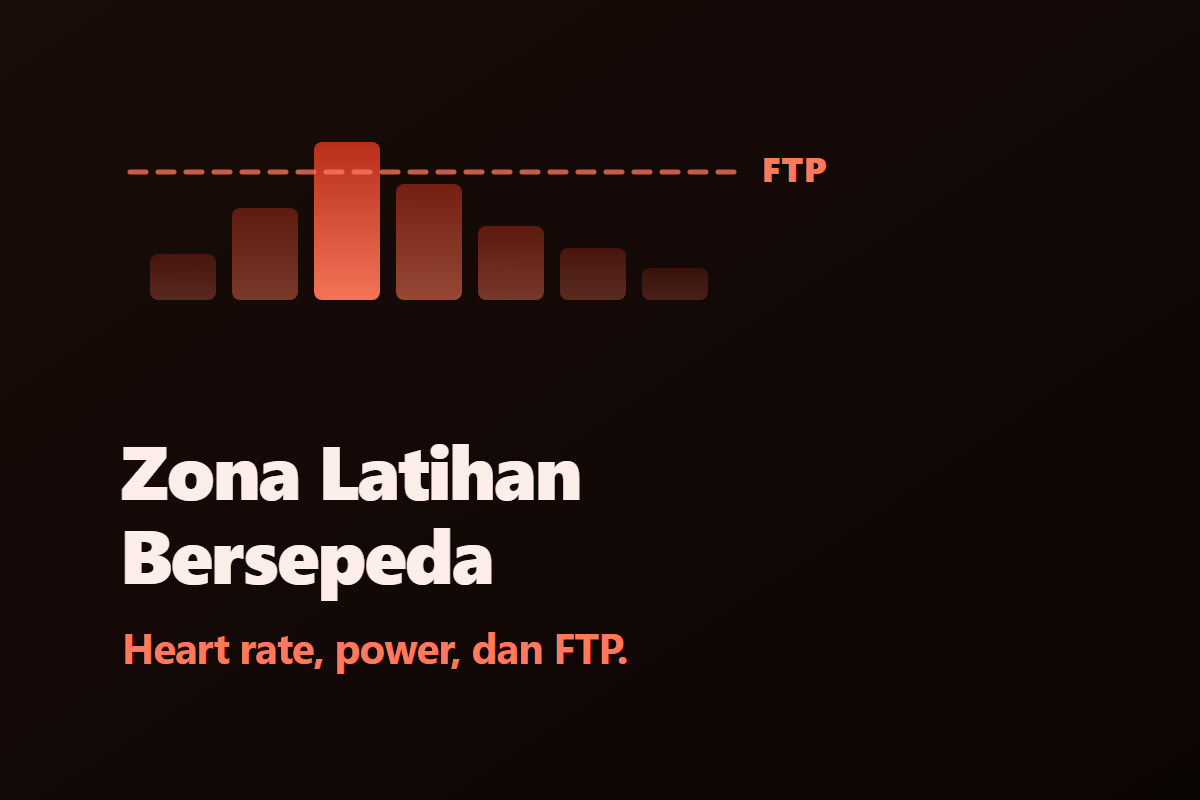 FTP
Zona Latihan
Bersepeda
Heart rate, power, dan FTP.